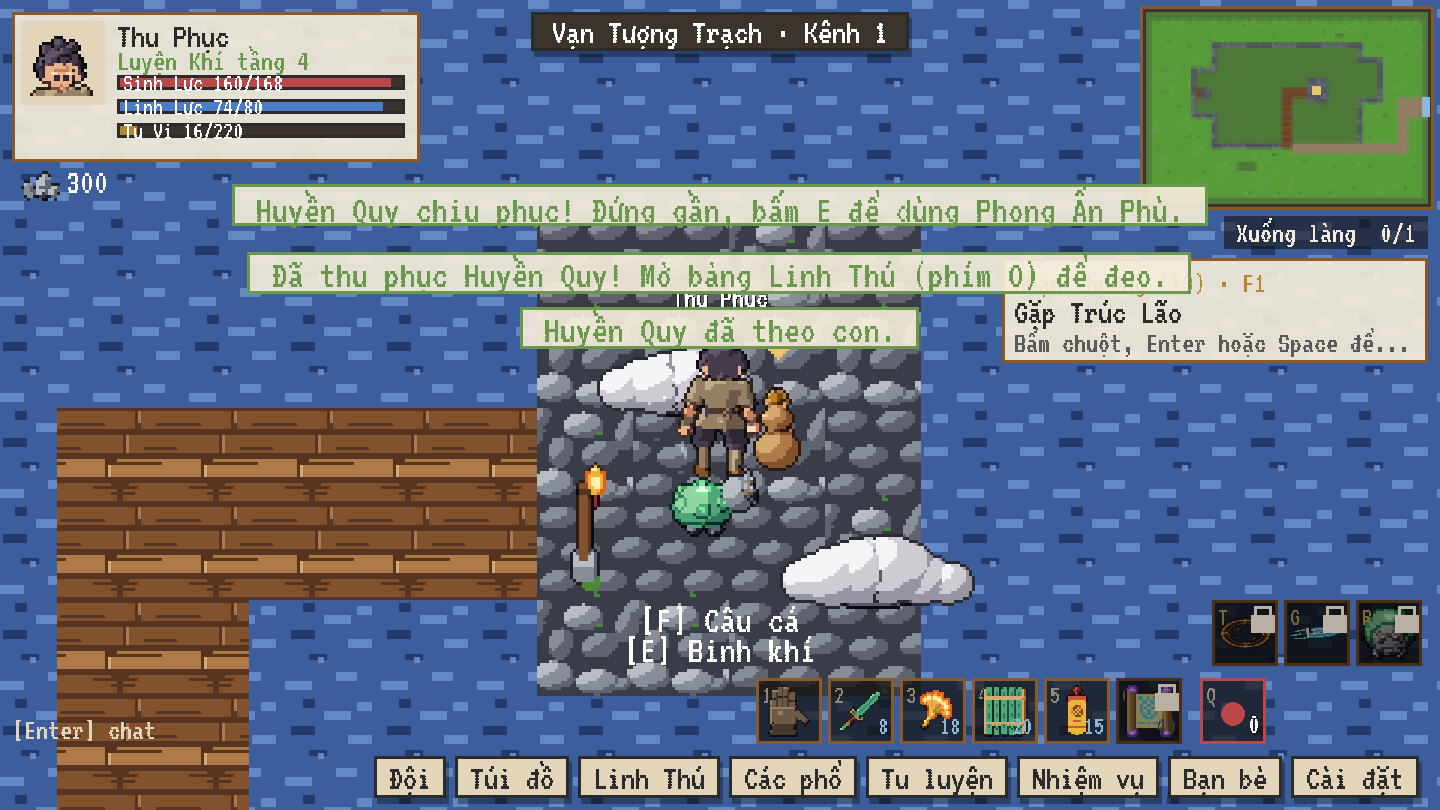 Thu Phục
Luyện Khí tầng 4
Sinh Lực 160/168
Linh Lực 74/80
Tu Vi 16/220
300
Vạn Tượng Trạch · Kênh 1
Huyền Quy chịu phục! Đứng gần, bấm E để dùng Phong Ấn Phù.
Xuống làng 0/1
Đã thu phục Huyền Quy! Mở bảng Linh Thú (phím O) để đeo.
) · F1
Thu Phục
Gặp Trúc Lão
Huyền Quy đã theo con.
Bấm chuột, Enter hoặc Space để...
[F] Câu cá
[E] Binh khí
T
G
R
1
2
8
3
18
4
20
5
15
Q
0
[Enter] chat
Đội
Túi đồ
Linh Thú
Các phổ
Tu luyện
Nhiệm vụ
Bạn bè
Cài đặt